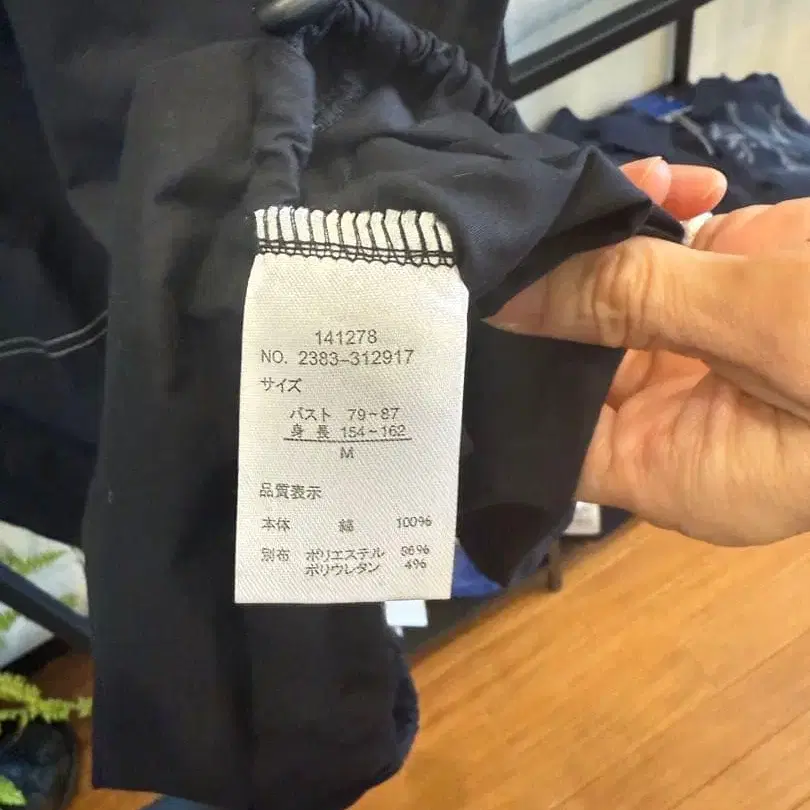 141278
NO. 2383-312917
サイズ
バスト 79~87
身長 154~162
M
品質表示
本体 綿 100%
別布 ポリエステル 96%
ポリウレタン 4%